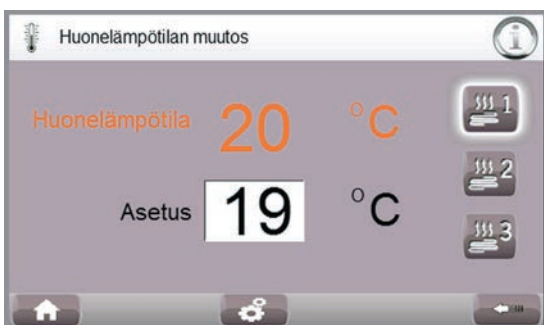 Huonelämpötilan muutos
Huonelämpötila 20 °C
1
2
Asetus 19 °C
3